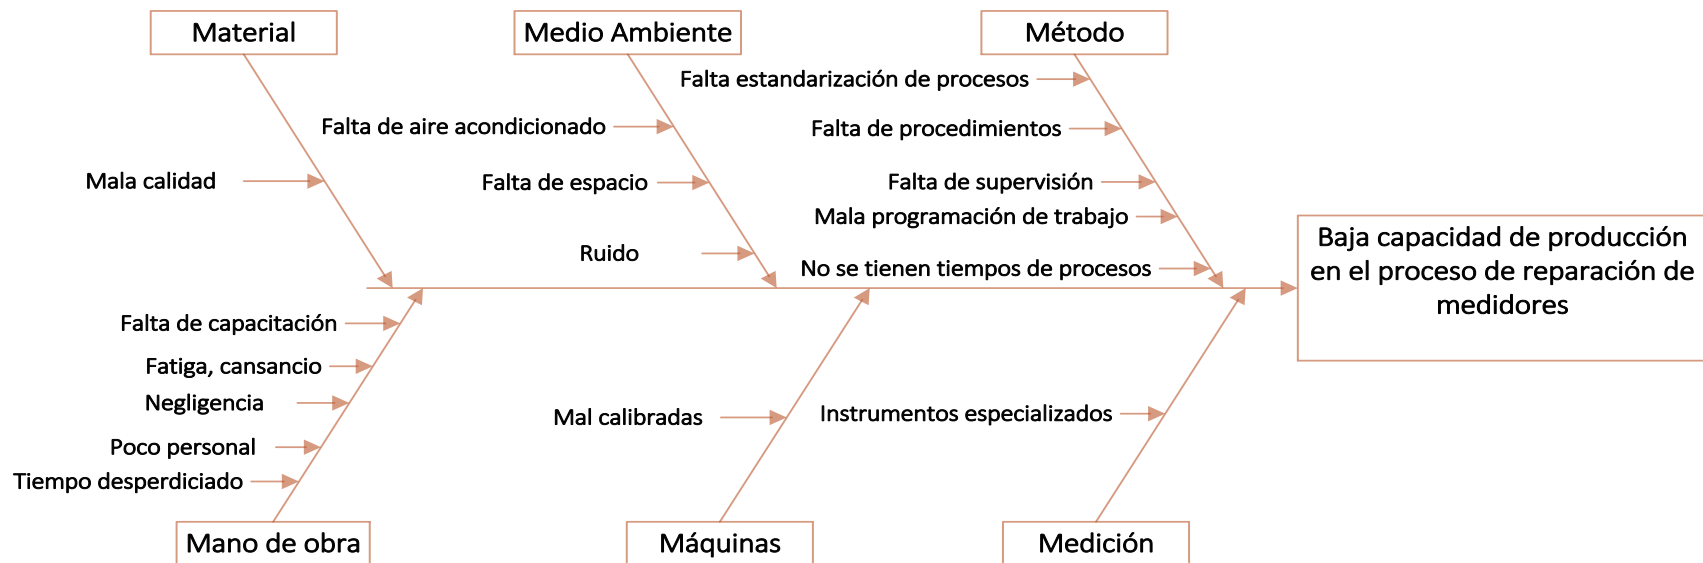 Material
Medio Ambiente
Método
Falta estandarización de procesos
Falta de aire acondicionado
Falta de procedimientos
Mala calidad
Falta de espacio
Falta de supervisión
Mala programación de trabajo
Ruido
No se tienen tiempos de procesos
Baja capacidad de producción
en el proceso de reparación de
medidores
Falta de capacitación
Fatiga, cansancio
Negligencia
Poco personal
Tiempo desperdiciado
Mal calibradas
Instrumentos especializados
Mano de obra
Máquinas
Medición